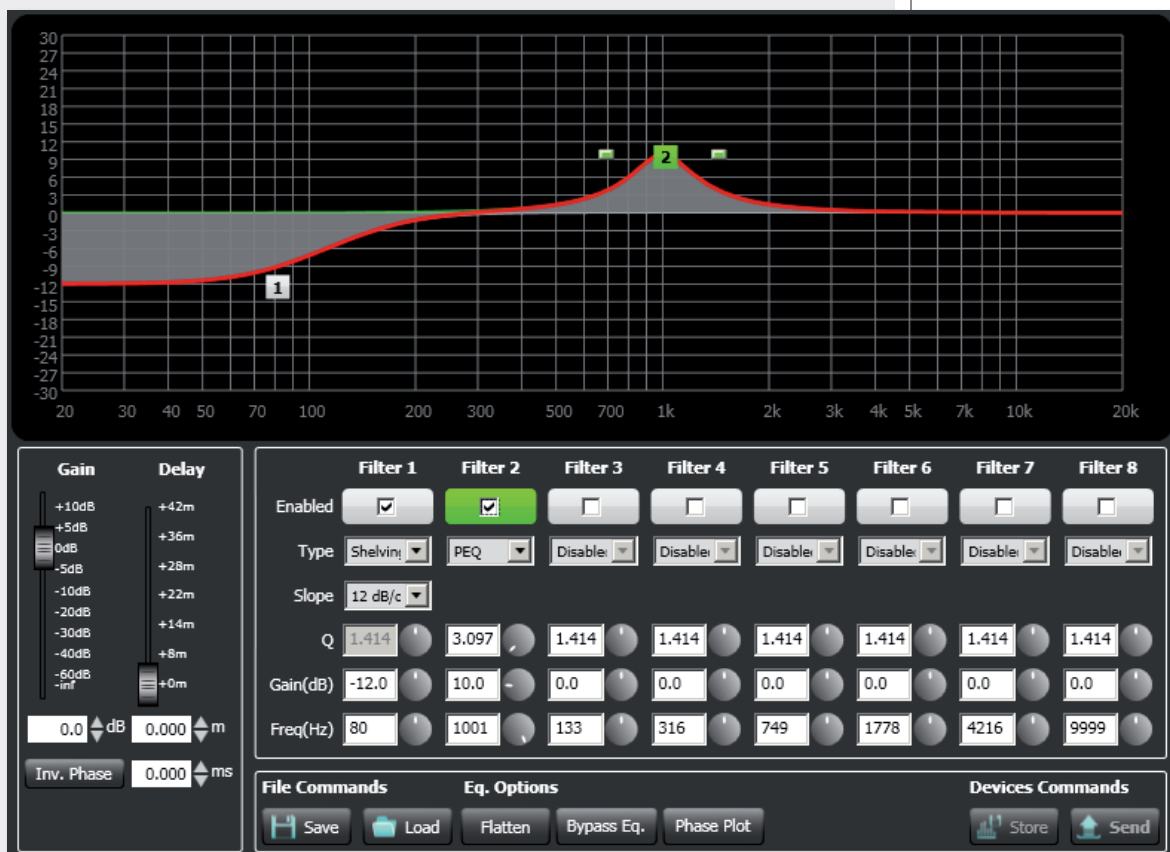 30
27
24
21
18
15
12
9
6
3
0
-3
-6
-9
-12
-15
-18
-21
-24
-27
-30
2
1
20 30 40 50 70 100 200 300 500 700 1k 2k 3k 4k 5k 7k 10k 20k
Gain Delay
+10dB
+5dB
0dB
-5dB
-10dB
-20dB
-30dB
-40dB
-60dB
-inf
+42m
+36m
+28m
+22m
+14m
+8m
+0m
0.0 dB 0.000 m
Inv. Phase 0.000 ms
Filter 1 Filter 2 Filter 3 Filter 4 Filter 5 Filter 6 Filter 7 Filter 8
Enabled
Type Shelving PEQ Disable Disable Disable Disable Disable Disable
Slope 12 dB/c
Q 1.414 3.097 1.414 1.414 1.414 1.414 1.414 1.414
Gain(dB) -12.0 10.0 0.0 0.0 0.0 0.0 0.0 0.0
Freq(Hz) 80 1001 133 316 749 1778 4216 9999
File Commands Eq. Options Devices Commands
Save Load Flatten Bypass Eq. Phase Plot Store Send